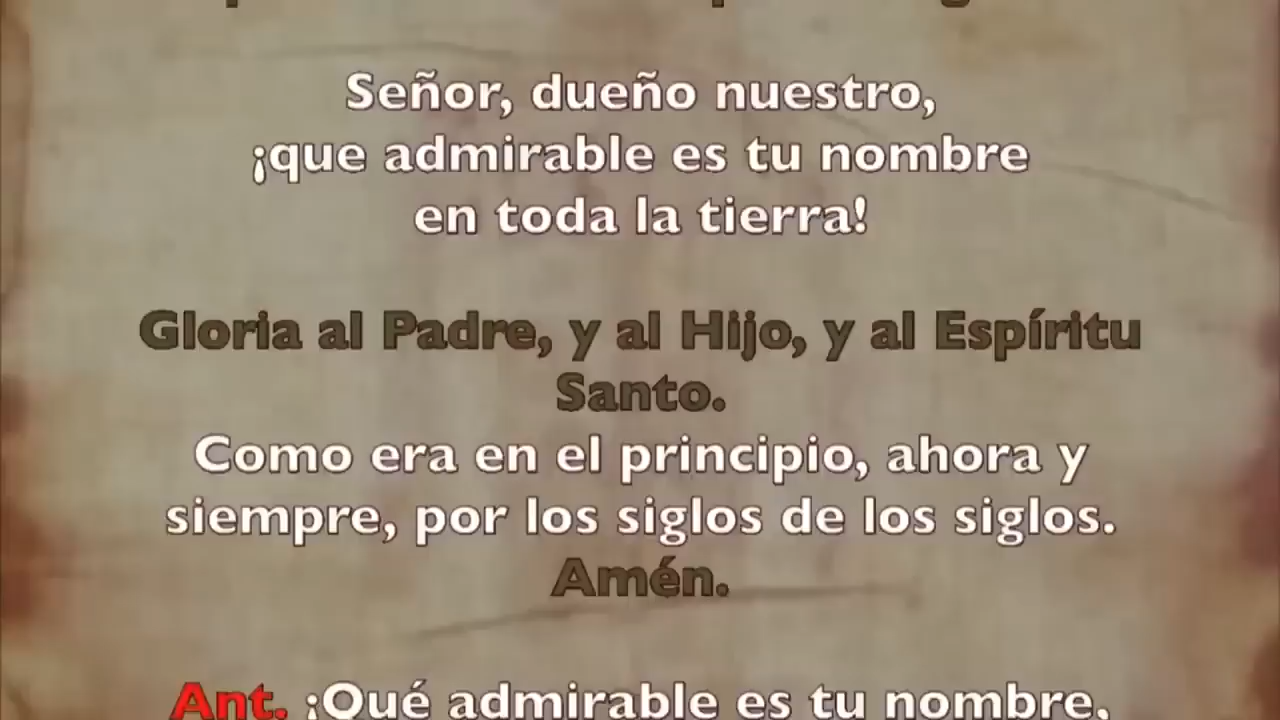 Señor, dueño nuestro,
¡que admirable es tu nombre
en toda la tierra!
Gloria al Padre, y al Hijo, y al Espíritu
Santo.
Como era en el principio, ahora y
siempre, por los siglos de los siglos.
Amén.
Ant. ¡Qué admirable es tu nombre,